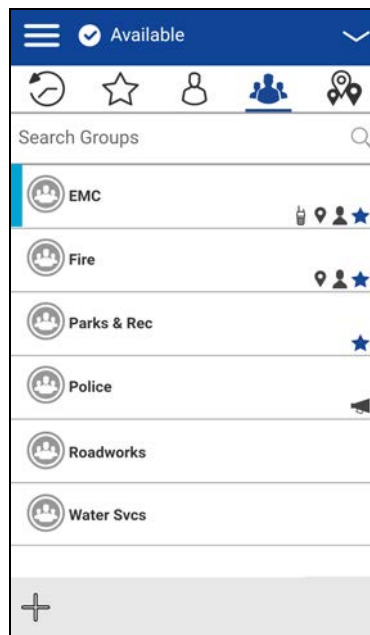 Available
Search Groups
EMC
Fire
Parks & Rec
Police
Roadworks
Water Svcs